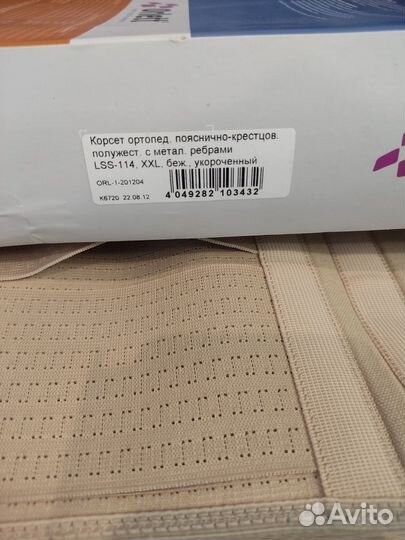 Orlett
Корсет ортопед. пояснично-крестцов.
полужест. с метал. ребрами
LSS-114, XXL, беж., укороченный
ORL-1-201204
K6720 22.08.12
4 049282 103432
Avito